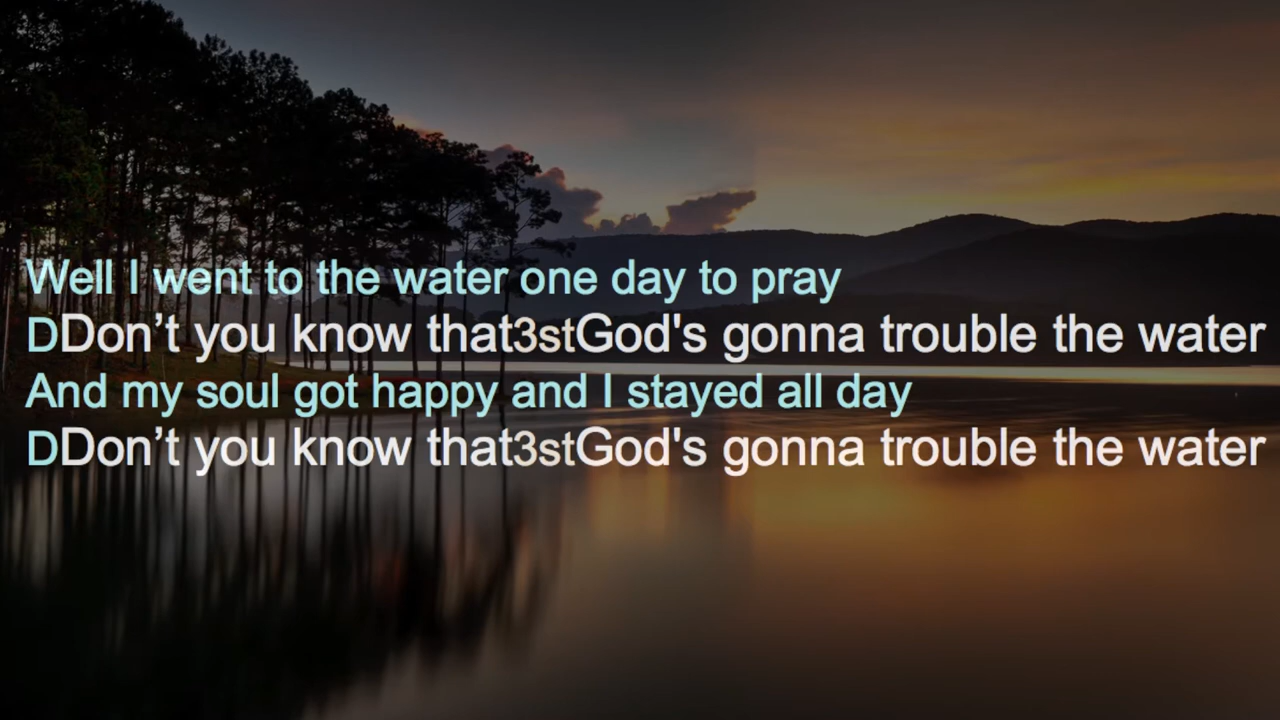 Well I went to the water one day to pray
DDon’t you know that3stGod's gonna trouble the water
And my soul got happy and I stayed all day
DDon’t you know that3stGod's gonna trouble the water